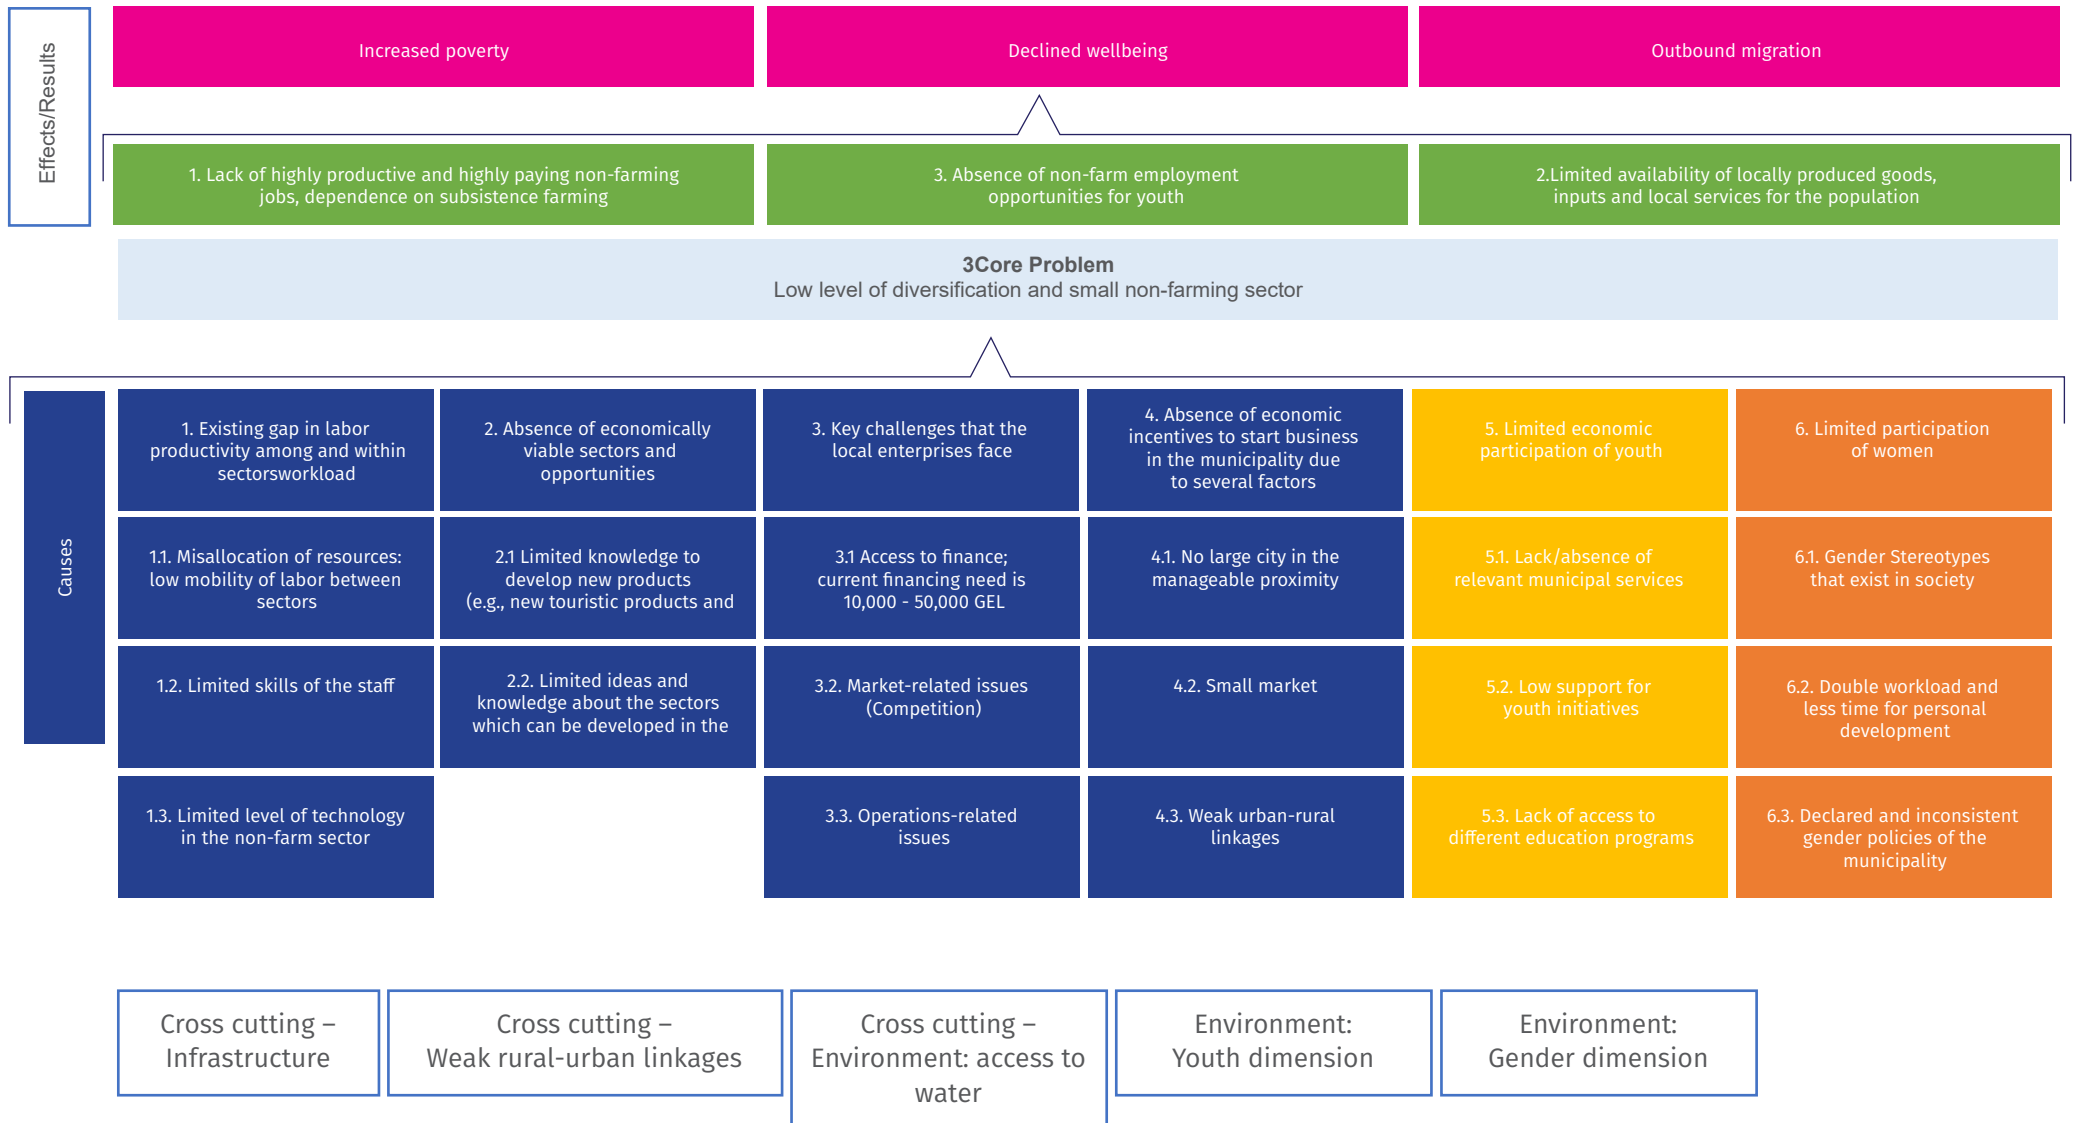 Effects/Results
Increased poverty
Declined wellbeing
Outbound migration
1. Lack of highly productive and highly paying non-farming
jobs, dependence on subsistence farming
3. Absence of non-farm employment
opportunities for youth
2.Limited availability of locally produced goods,
inputs and local services for the population
3Core Problem
Low level of diversification and small non-farming sector
Causes
1. Existing gap in labor
productivity among and within
sectorsworkload
2. Absence of economically
viable sectors and
opportunities
3. Key challenges that the
local enterprises face
4. Absence of economic
incentives to start business
in the municipality due
to several factors
5. Limited economic
participation of youth
6. Limited participation
of women
1.1. Misallocation of resources:
low mobility of labor between
sectors
2.1 Limited knowledge to
develop new products
(e.g., new touristic products and
3.1 Access to finance;
current financing need is
10,000 - 50,000 GEL
4.1. No large city in the
manageable proximity
5.1. Lack/absence of
relevant municipal services
6.1. Gender Stereotypes
that exist in society
1.2. Limited skills of the staff
2.2. Limited ideas and
knowledge about the sectors
which can be developed in the
3.2. Market-related issues
(Competition)
4.2. Small market
5.2. Low support for
youth initiatives
6.2. Double workload and
less time for personal
development
1.3. Limited level of technology
in the non-farm sector
3.3. Operations-related
issues
4.3. Weak urban-rural
linkages
5.3. Lack of access to
different education programs
6.3. Declared and inconsistent
gender policies of the
municipality
Cross cutting –
Infrastructure
Cross cutting –
Weak rural-urban linkages
Cross cutting –
Environment: access to
water
Environment:
Youth dimension
Environment:
Gender dimension